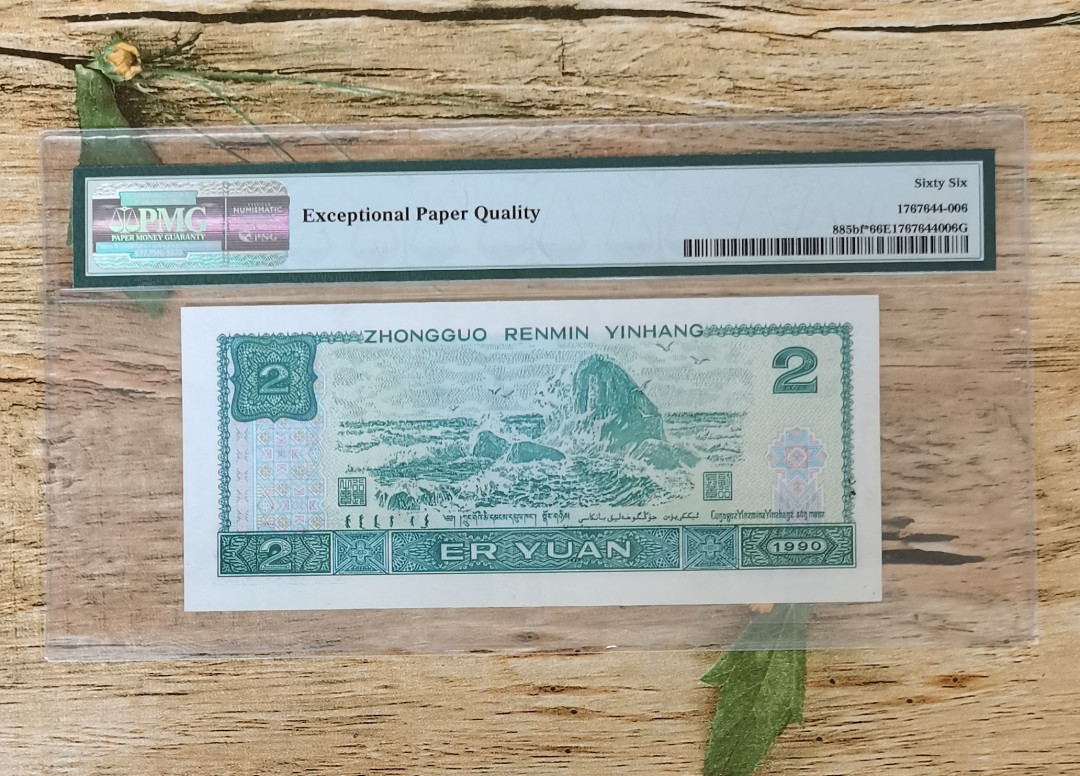 Sixty Six
PMG
PAPER MONEY GUARANTY
NUMISMATIC
PNG
Exceptional Paper Quality
1767644-006
885bf*66E1767644006G
ZHONGGUO RENMIN YINHANG
2
2
2
ER YUAN
1990